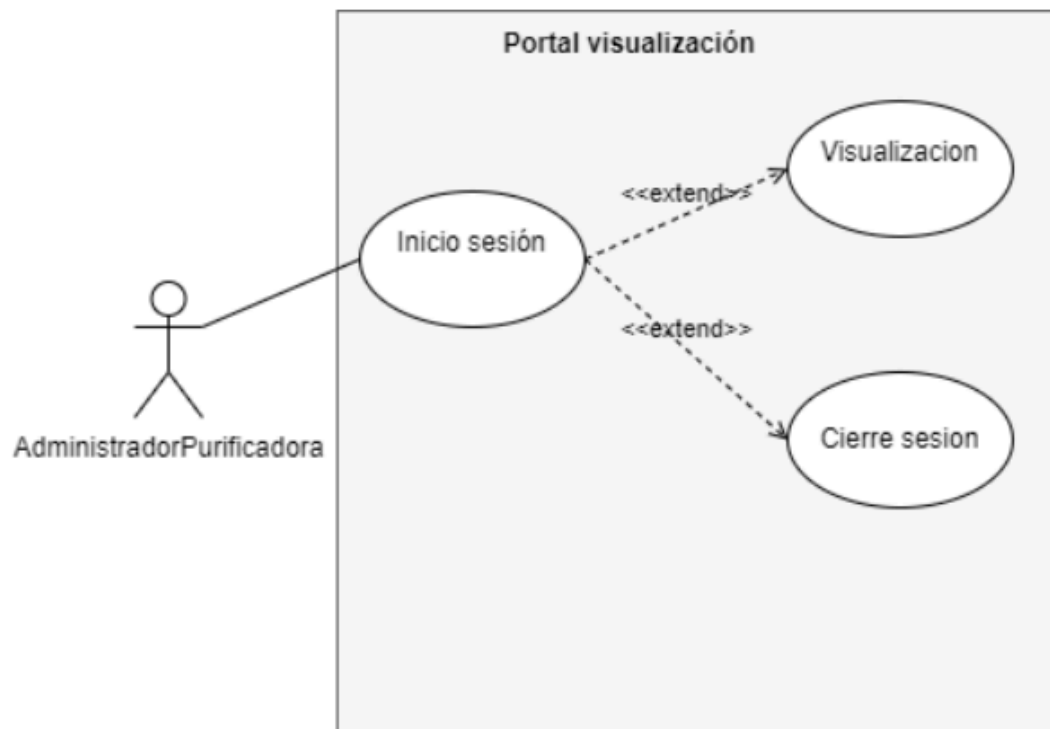 Portal visualización
Visualizacion
<<extend>>
Inicio sesión
<<extend>>
Cierre sesion
AdministradorPurificadora